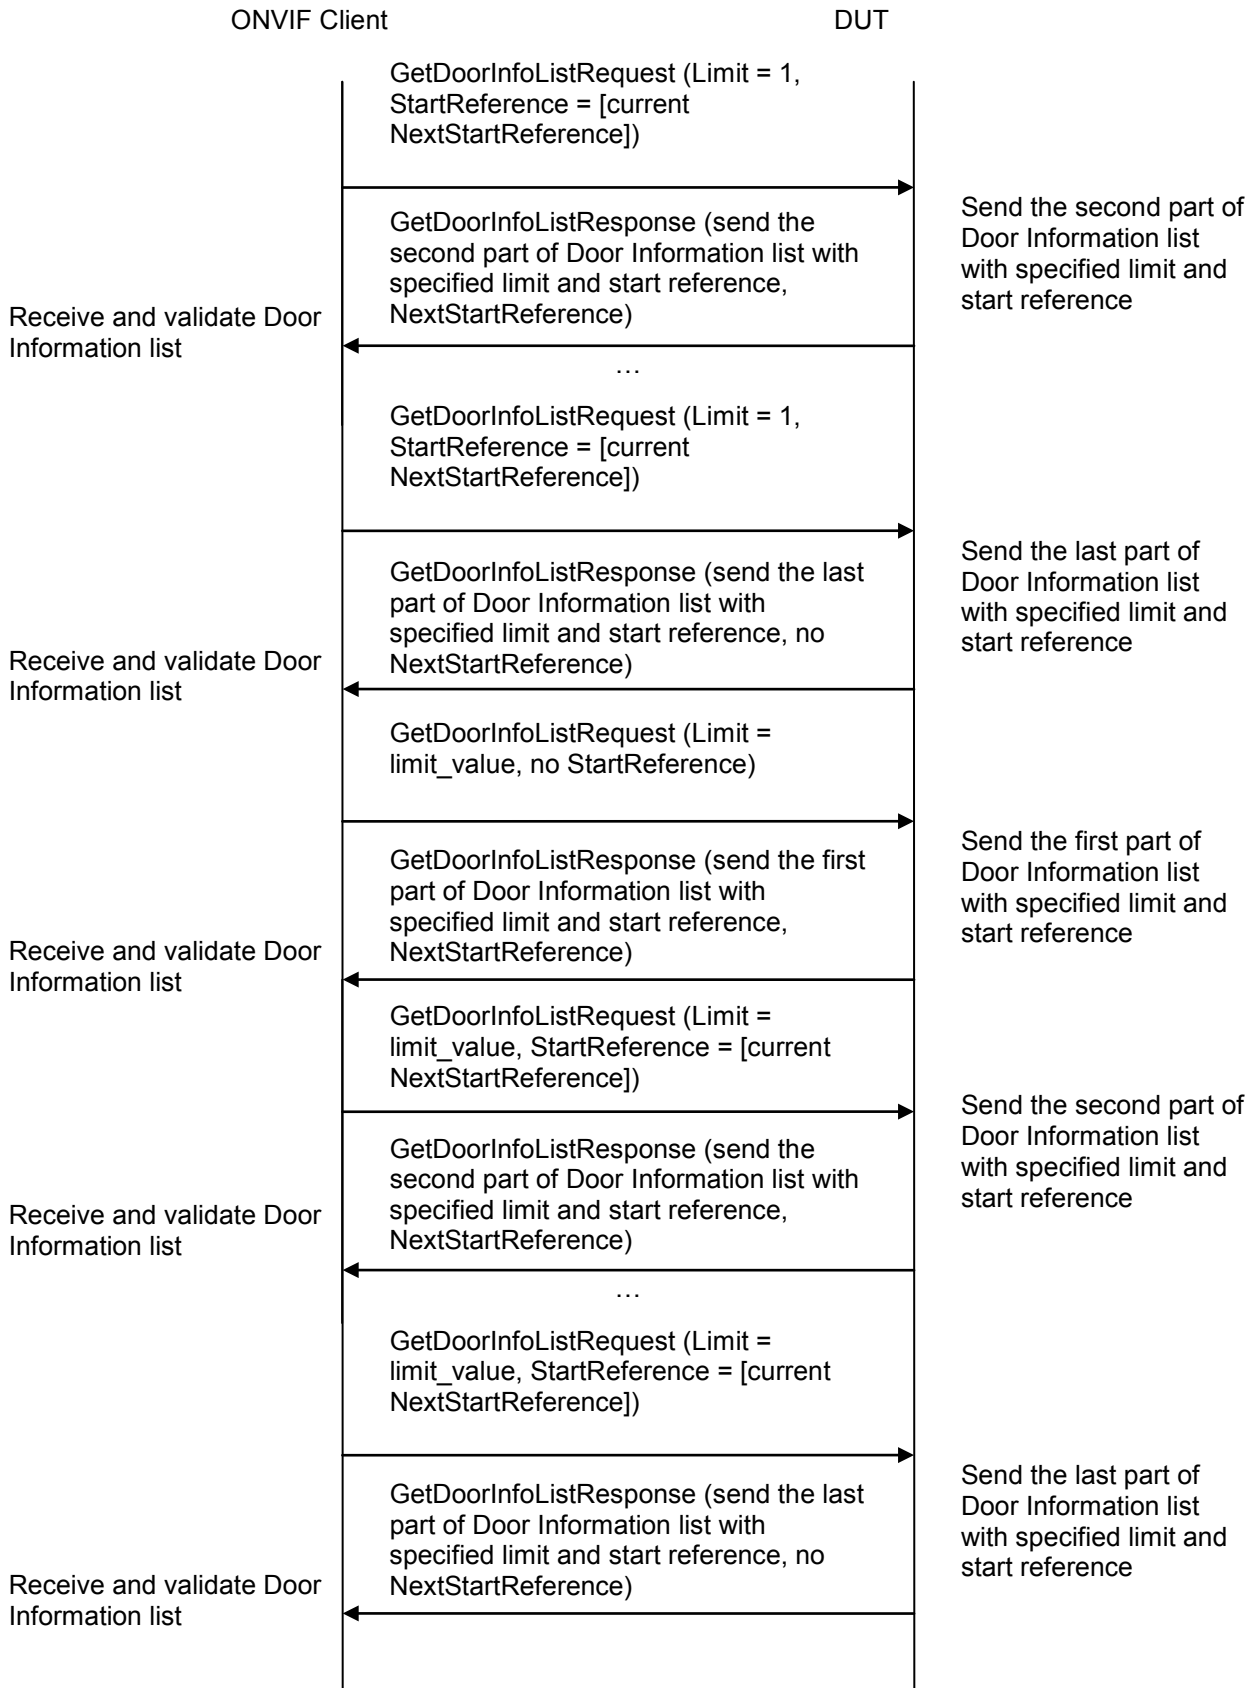 ONVIF Client
DUT
GetDoorInfoListRequest (Limit = 1,
StartReference = [current
NextStartReference])
Send the second part of
Door Information list
with specified limit and
start reference
GetDoorInfoListResponse (send the
second part of Door Information list with
specified limit and start reference,
NextStartReference)
Receive and validate Door
Information list
…
GetDoorInfoListRequest (Limit = 1,
StartReference = [current
NextStartReference])
Send the last part of
Door Information list
with specified limit and
start reference
GetDoorInfoListResponse (send the last
part of Door Information list with
specified limit and start reference, no
NextStartReference)
Receive and validate Door
Information list
GetDoorInfoListRequest (Limit =
limit_value, no StartReference)
Send the first part of
Door Information list
with specified limit and
start reference
GetDoorInfoListResponse (send the first
part of Door Information list with
specified limit and start reference,
NextStartReference)
Receive and validate Door
Information list
GetDoorInfoListRequest (Limit =
limit_value, StartReference = [current
NextStartReference])
Send the second part of
Door Information list
with specified limit and
start reference
GetDoorInfoListResponse (send the
second part of Door Information list with
specified limit and start reference,
NextStartReference)
Receive and validate Door
Information list
…
GetDoorInfoListRequest (Limit =
limit_value, StartReference = [current
NextStartReference])
Send the last part of
Door Information list
with specified limit and
start reference
GetDoorInfoListResponse (send the last
part of Door Information list with
specified limit and start reference, no
NextStartReference)
Receive and validate Door
Information list